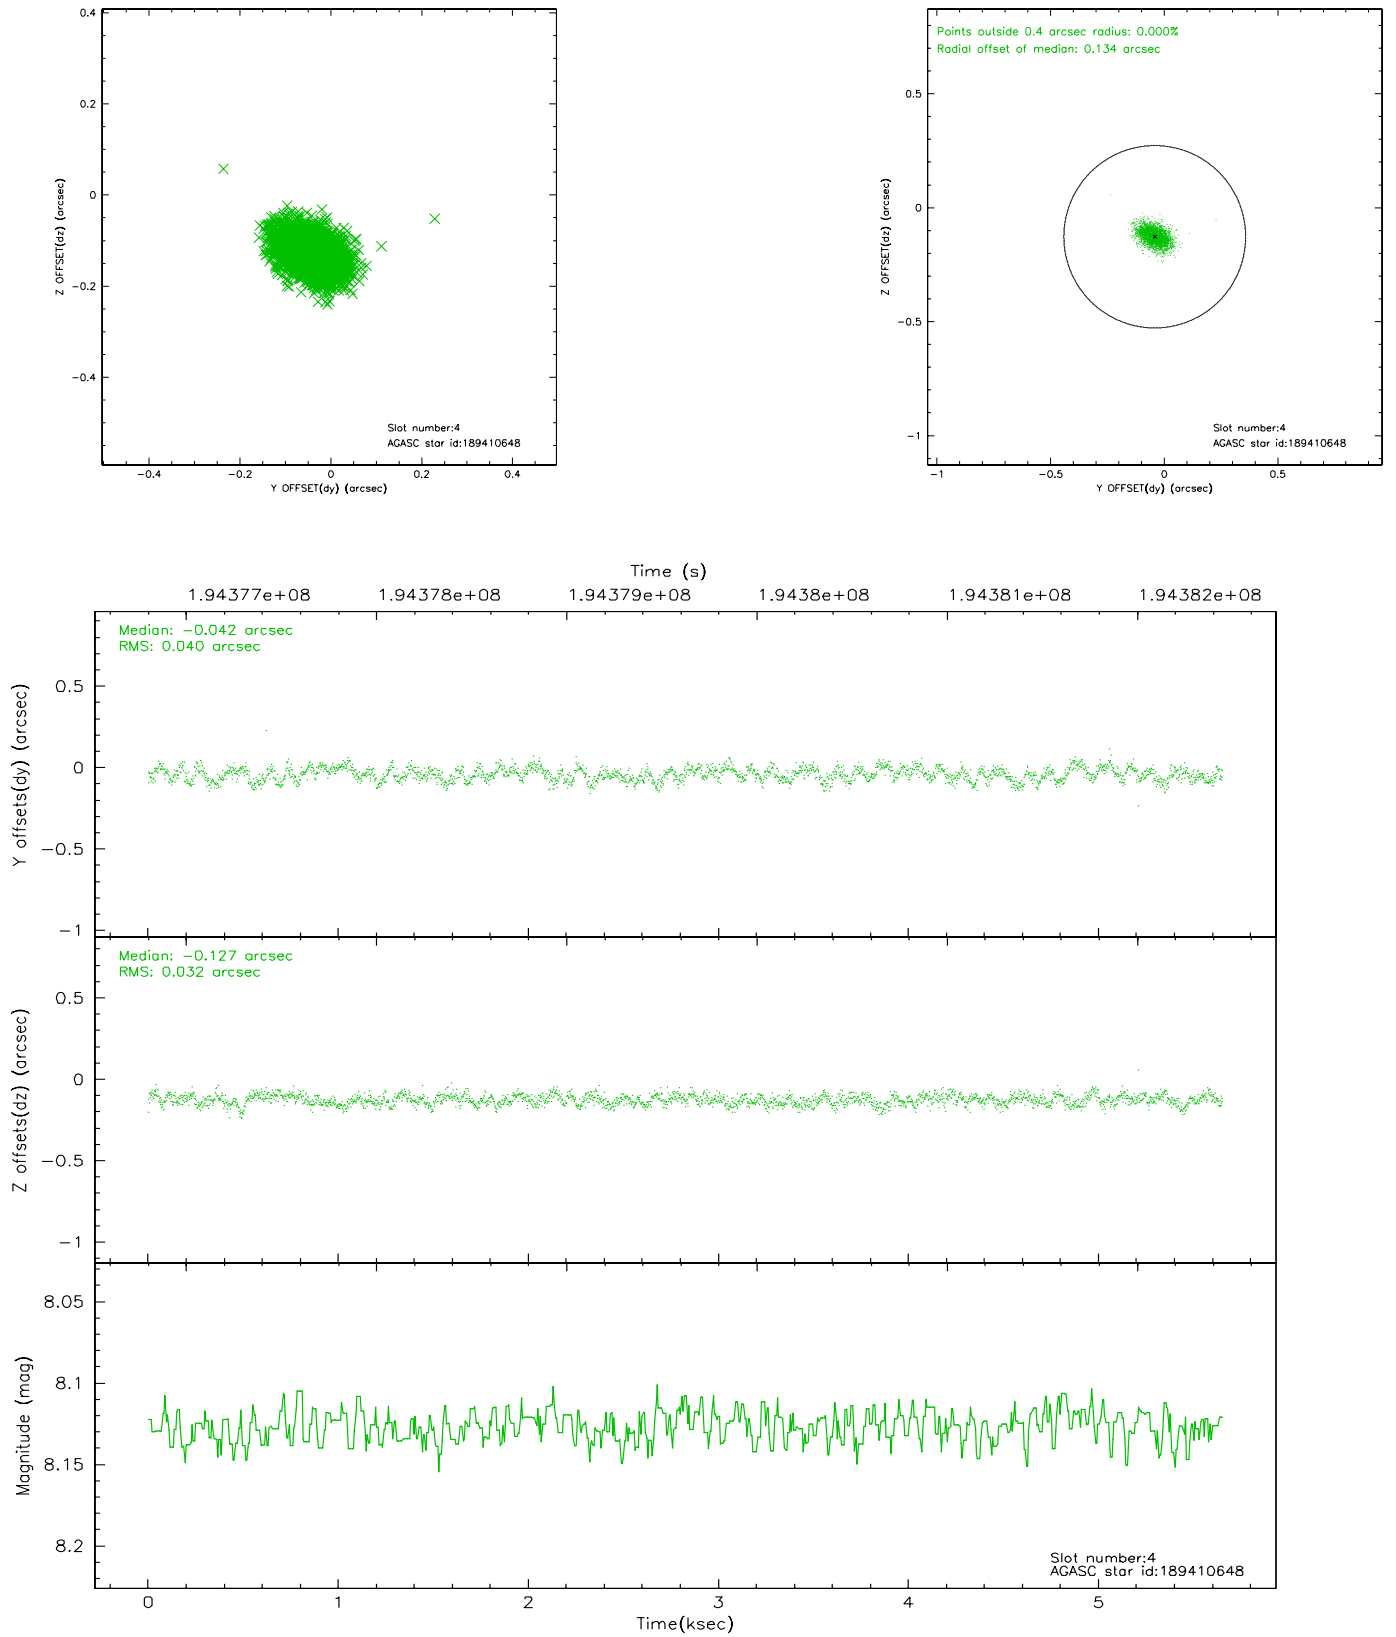 0.4
0.2
0
−0.2
−0.4
Z OFFSET(dz) (arcsec)
Slot number:4
AGASC star id:189410648
−0.4
−0.2
0
0.2
0.4
Y OFFSET(dy) (arcsec)
Points outside 0.4 arcsec radius: 0.000%
Radial offset of median: 0.134 arcsec
0.5
0
−0.5
−1
Z OFFSET(dz) (arcsec)
Slot number:4
AGASC star id:189410648
−1
−0.5
0
0.5
Y OFFSET(dy) (arcsec)
Time (s)
1.94377e+08
1.94378e+08
1.94379e+08
1.9438e+08
1.94381e+08
1.94382e+08
Median: −0.042 arcsec
RMS: 0.040 arcsec
0.5
0
−0.5
−1
Y offsets(dy) (arcsec)
Median: −0.127 arcsec
RMS: 0.032 arcsec
0.5
0
−0.5
−1
Z offsets(dz) (arcsec)
8.05
8.1
8.15
8.2
Magnitude (mag)
Slot number:4
AGASC star id:189410648
0
1
2
3
4
5
Time(ksec)